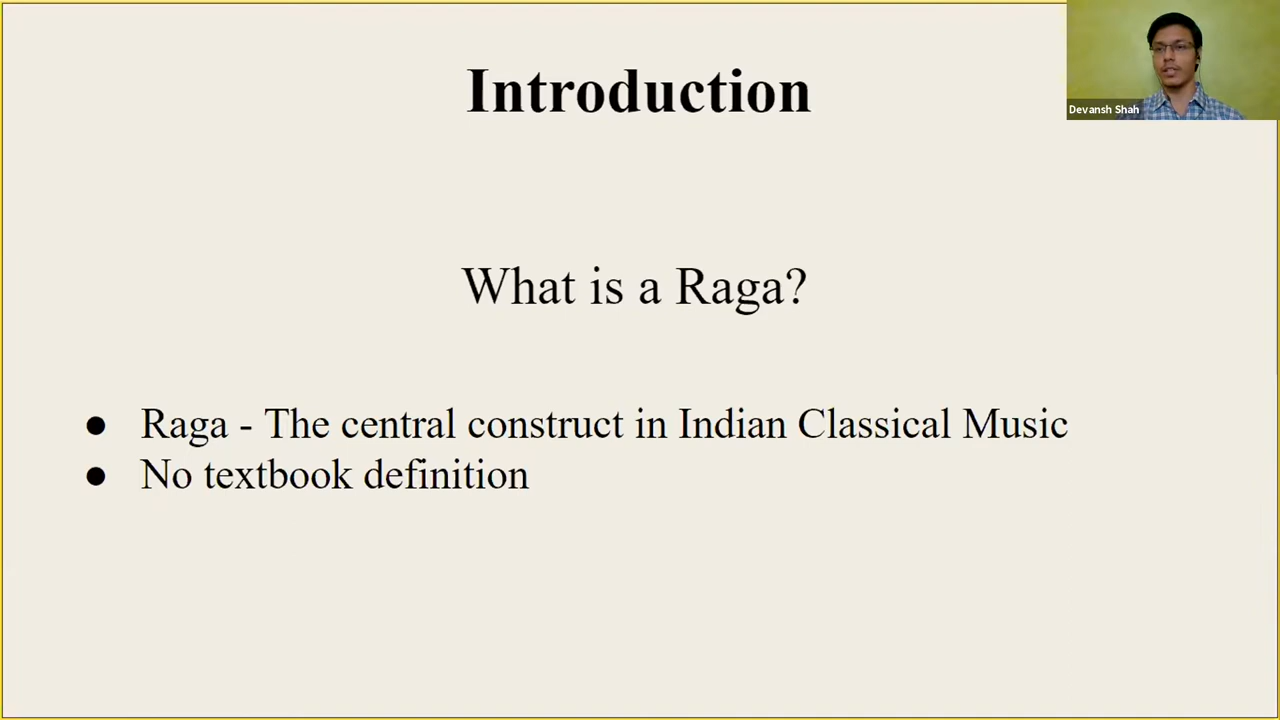 Introduction
Devansh Shah
What is a Raga?
● Raga - The central construct in Indian Classical Music
● No textbook definition